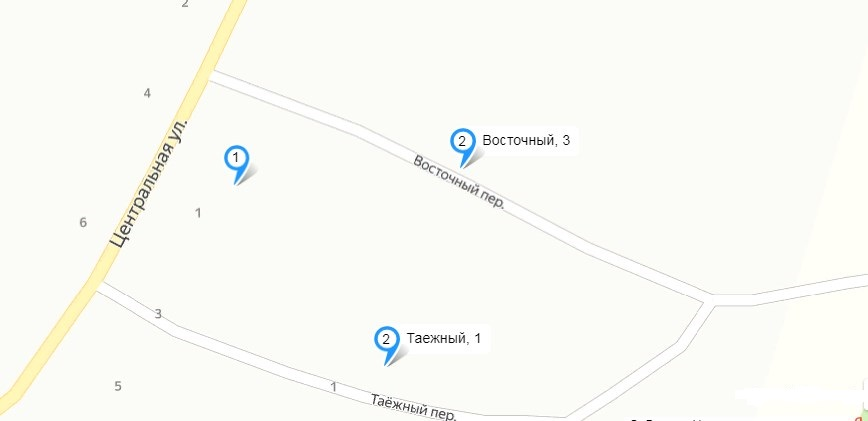 2
4
Центральная ул.
1
2
Восточный, 3
Восточный пер.
1
6
3
2
Таежный, 1
5
1
Таёжный пер.